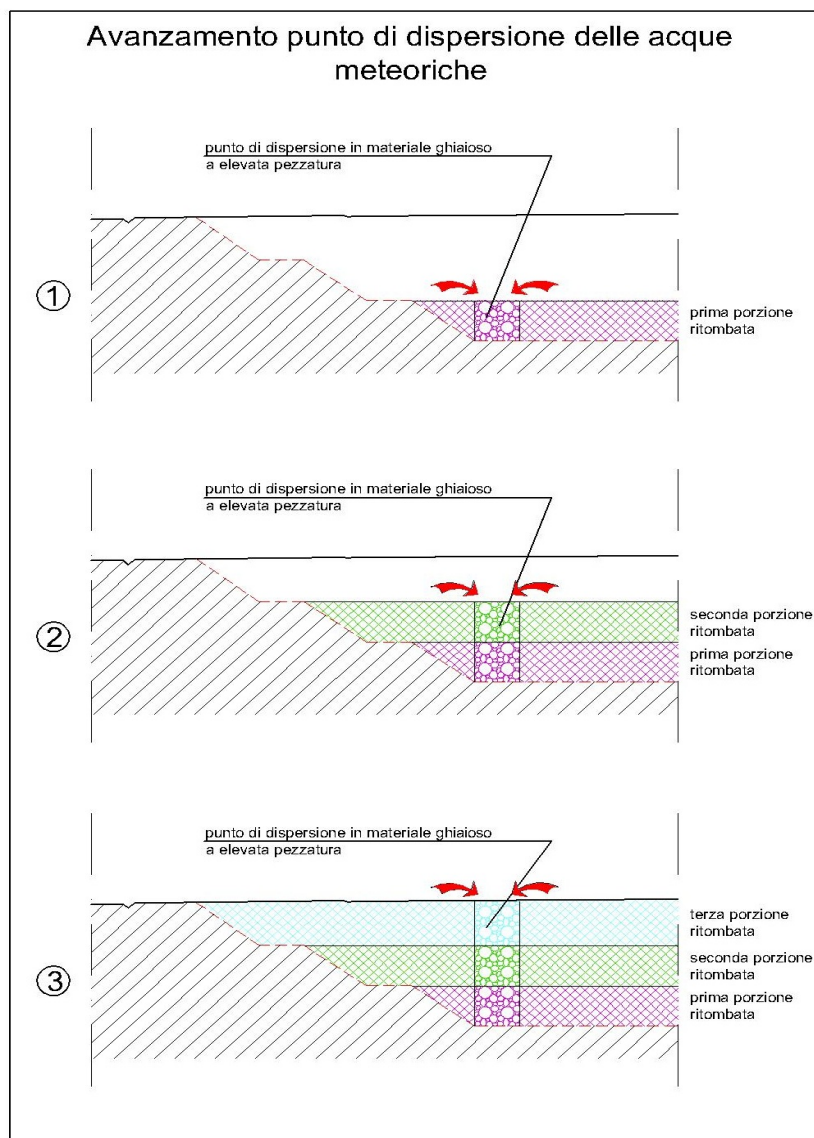 Avanzamento punto di dispersione delle acque
meteoriche
punto di dispersione in materiale ghiaioso
a elevata pezzatura
1
prima porzione
ritombata
punto di dispersione in materiale ghiaioso
a elevata pezzatura
2
seconda porzione
ritombata
prima porzione
ritombata
punto di dispersione in materiale ghiaioso
a elevata pezzatura
3
terza porzione
ritombata
seconda porzione
ritombata
prima porzione
ritombata